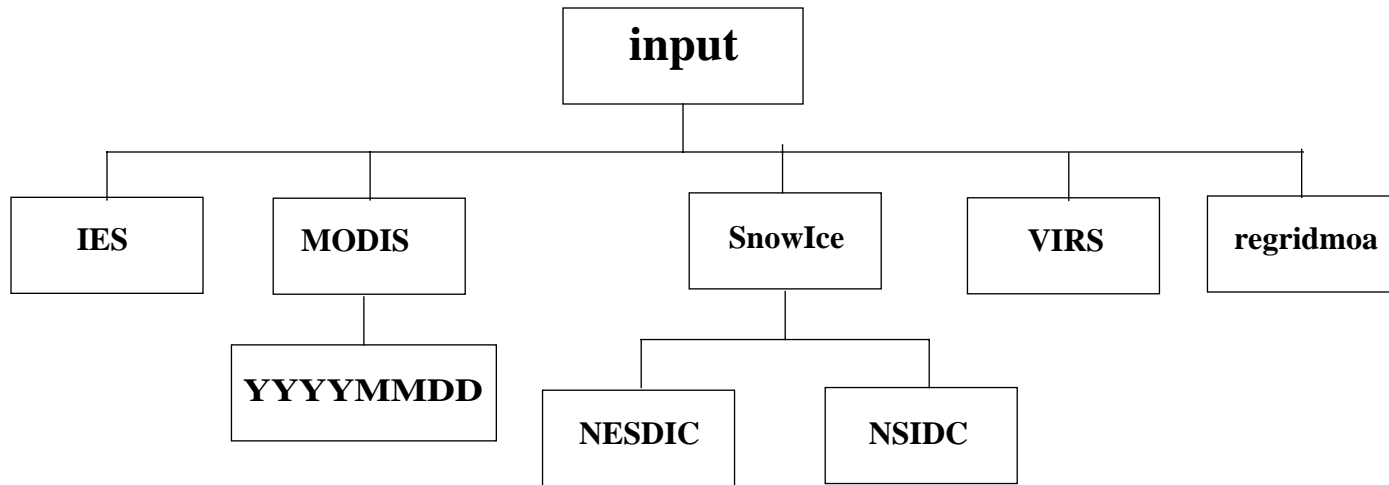 input
IES
MODIS
SnowIce
VIRS
regridmoa
YYYYMMDD
NESDIC
NSIDC